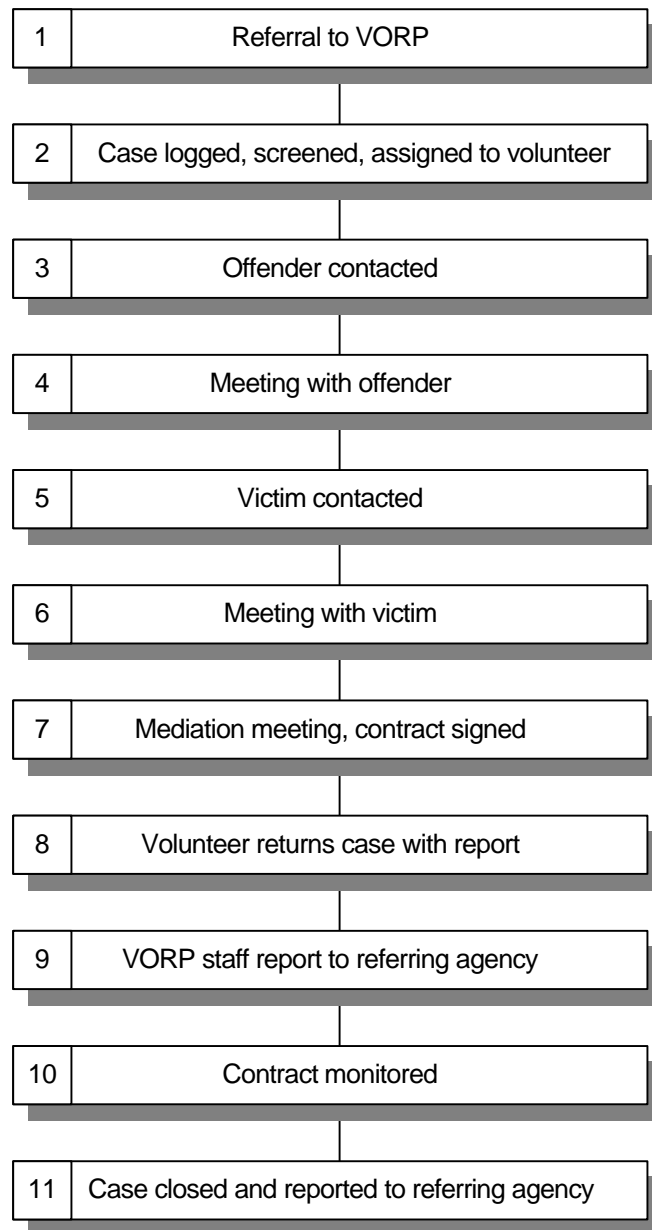 1 Referral to VORP
2 Case logged, screened, assigned to volunteer
3 Offender contacted
4 Meeting with offender
5 Victim contacted
6 Meeting with victim
7 Mediation meeting, contract signed
8 Volunteer returns case with report
9 VORP staff report to referring agency
10 Contract monitored
11 Case closed and reported to referring agency